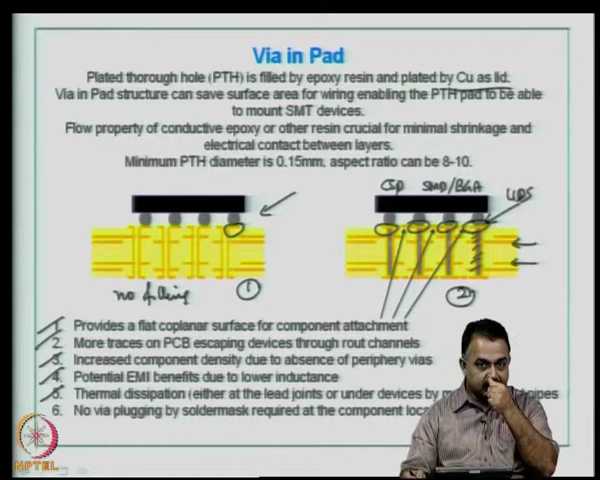 Via in Pad
Plated thorough hole (PTH) is filled by epoxy resin and plated by Cu as lid.
Via in Pad structure can save surface area for wiring enabling the PTH pad to be able
to mount SMT devices.
Flow property of conductive epoxy or other resin crucial for minimal shrinkage and
electrical contact between layers.
Minimum PTH diameter is 0.15mm, aspect ratio can be 8-10.
CSP SMD/BGA
no filling 1 2
1. Provides a flat coplanar surface for component attachment
2. More traces on PCB escaping devices through rout channels
3. Increased component density due to absence of periphery vias
4. Potential EMI benefits due to lower inductance
5. Thermal dissipation (either at the lead joints or under devices by pipes
6. No via plugging by soldermask required at the component
NPTEL